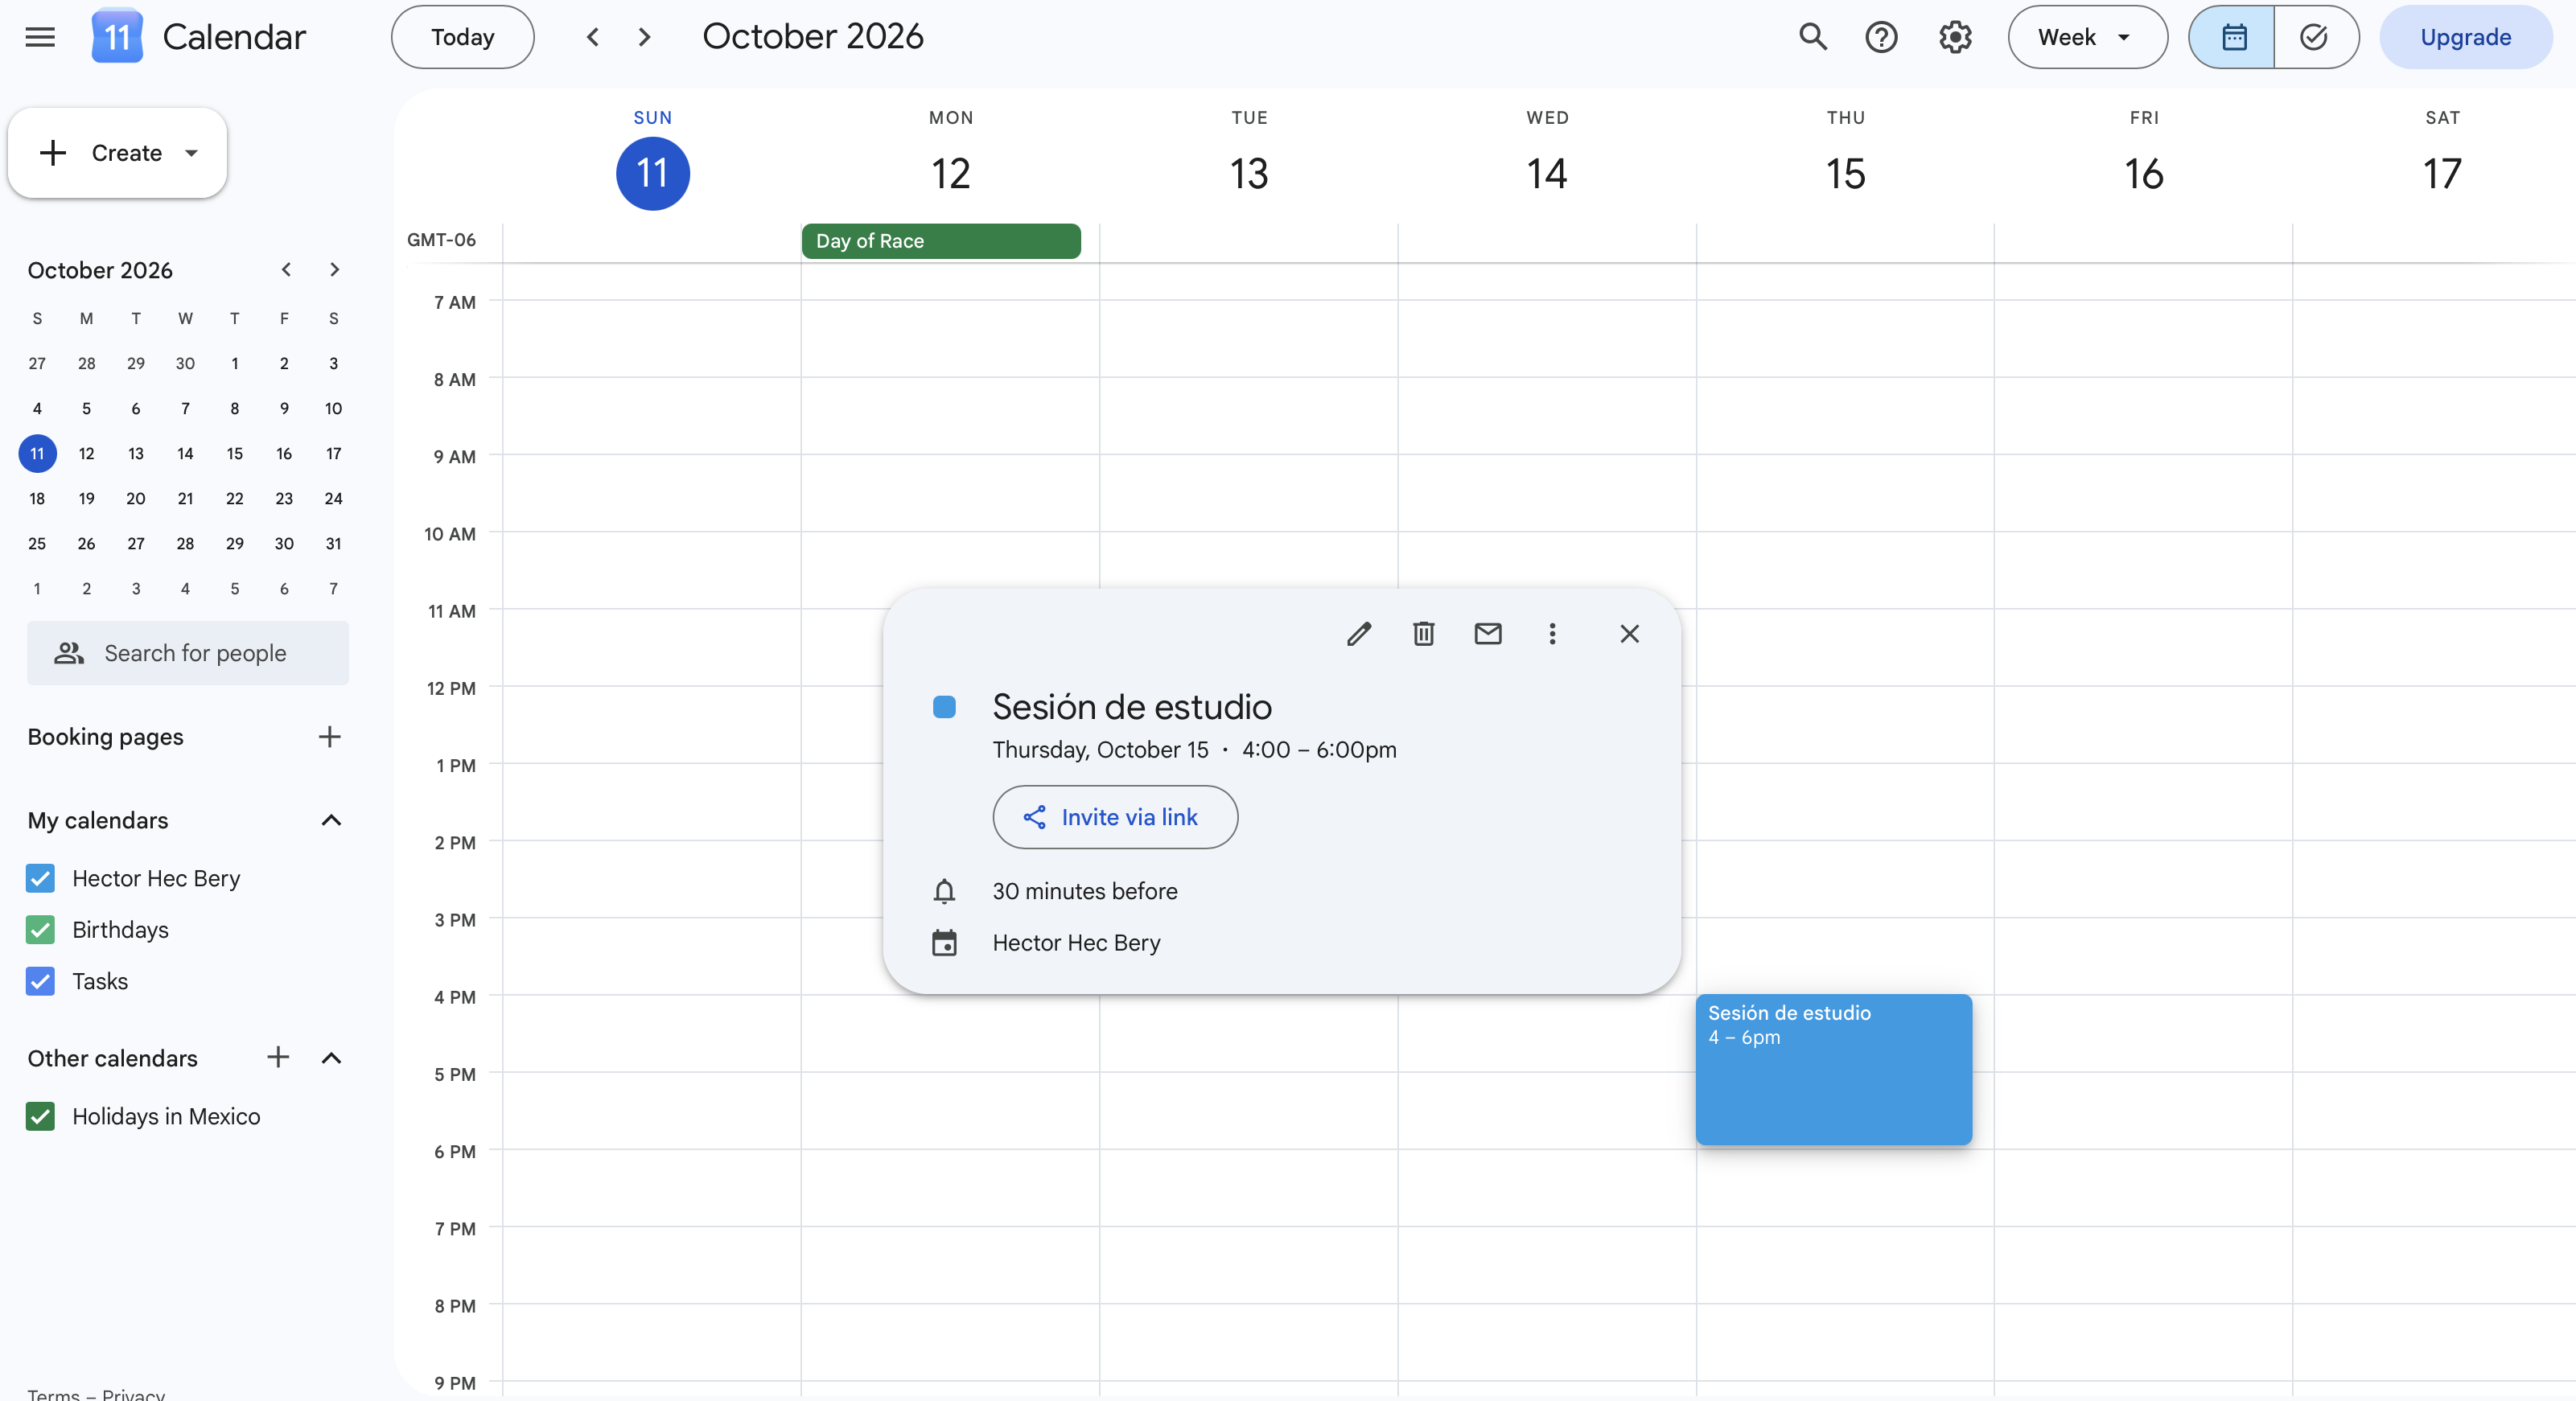 11 Calendar Today October 2026 Week Upgrade
Create
SUN MON TUE WED THU FRI SAT
11 12 13 14 15 16 17
GMT-06 Day of Race
October 2026
S M T W T F S
27 28 29 30 1 2 3
4 5 6 7 8 9 10
11 12 13 14 15 16 17
18 19 20 21 22 23 24
25 26 27 28 29 30 31
1 2 3 4 5 6 7
Search for people
Booking pages
My calendars
Hector Hec Bery
Birthdays
Tasks
Other calendars
Holidays in Mexico
Terms – Privacy
7 AM
8 AM
9 AM
10 AM
11 AM
12 PM
1 PM
2 PM
3 PM
4 PM
5 PM
6 PM
7 PM
8 PM
9 PM
Sesión de estudio
Thursday, October 15 · 4:00 – 6:00pm
Invite via link
30 minutes before
Hector Hec Bery
Sesión de estudio
4 – 6pm